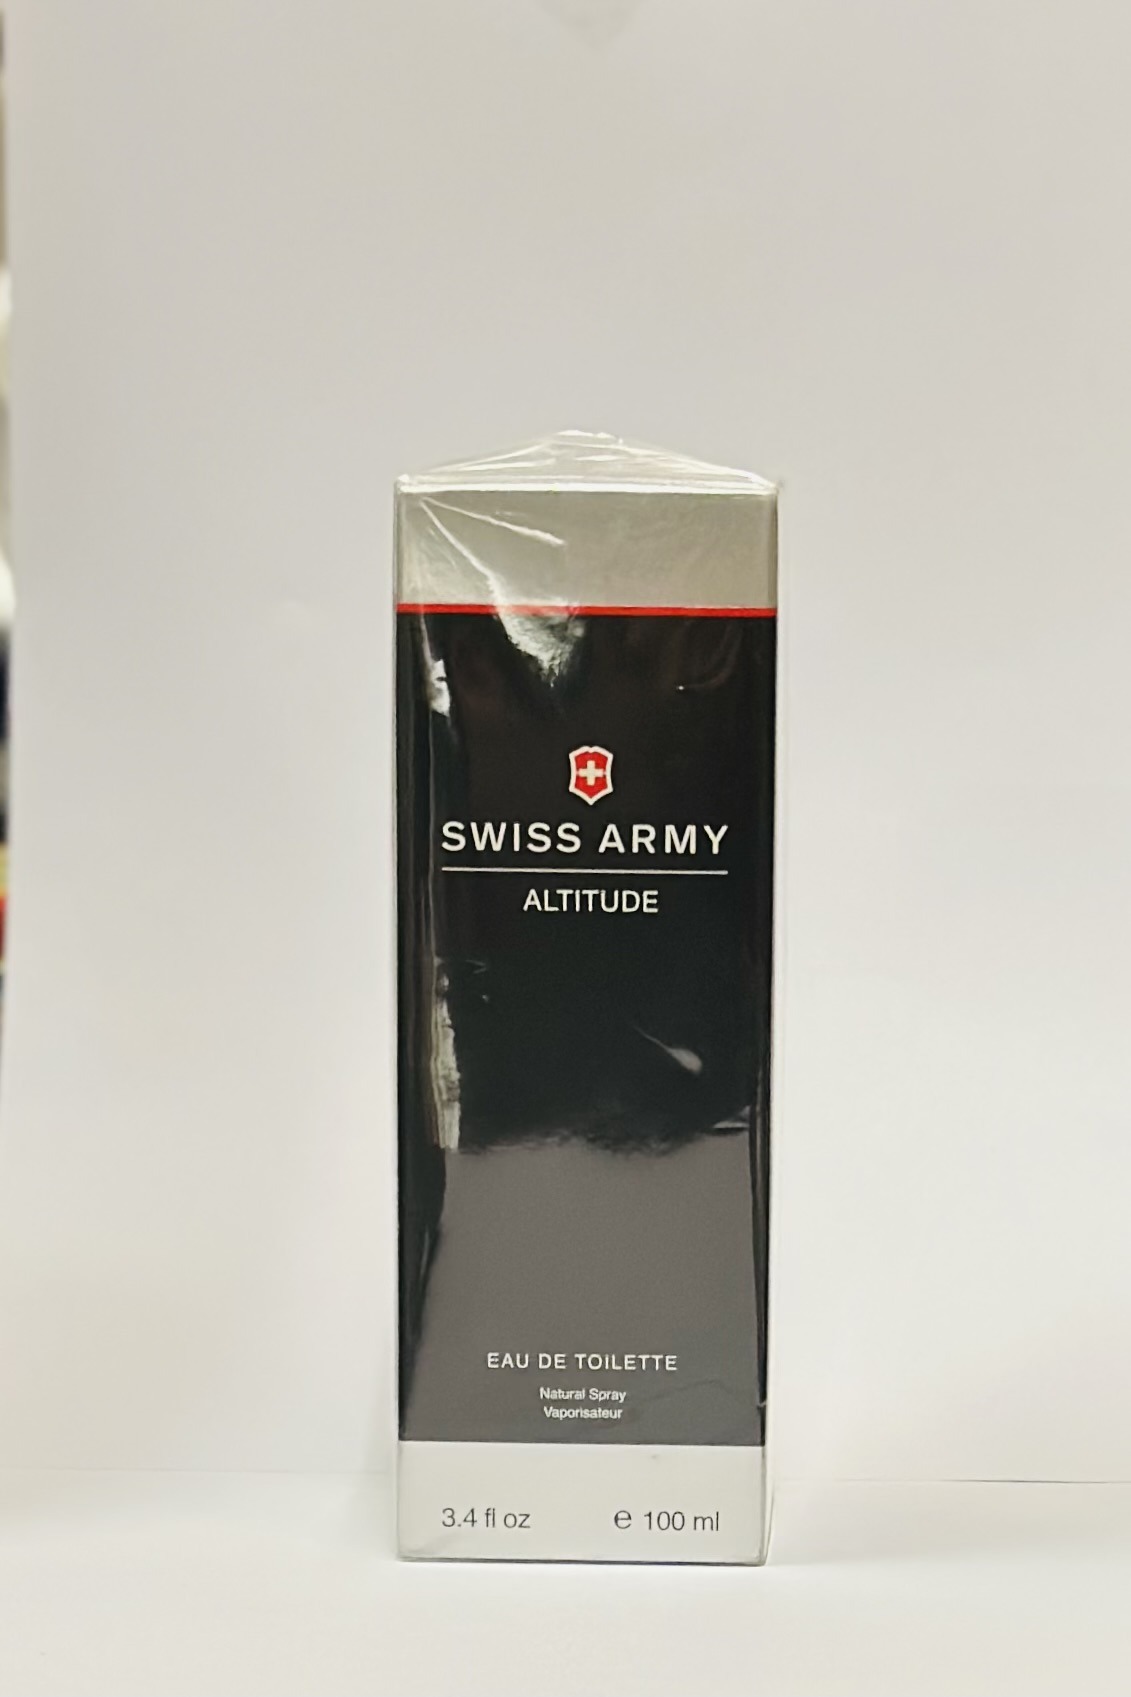 SWISS ARMY
ALTITUDE
EAU DE TOILETTE
Natural Spray
Vaporisateur
3.4 fl oz ℮ 100 ml